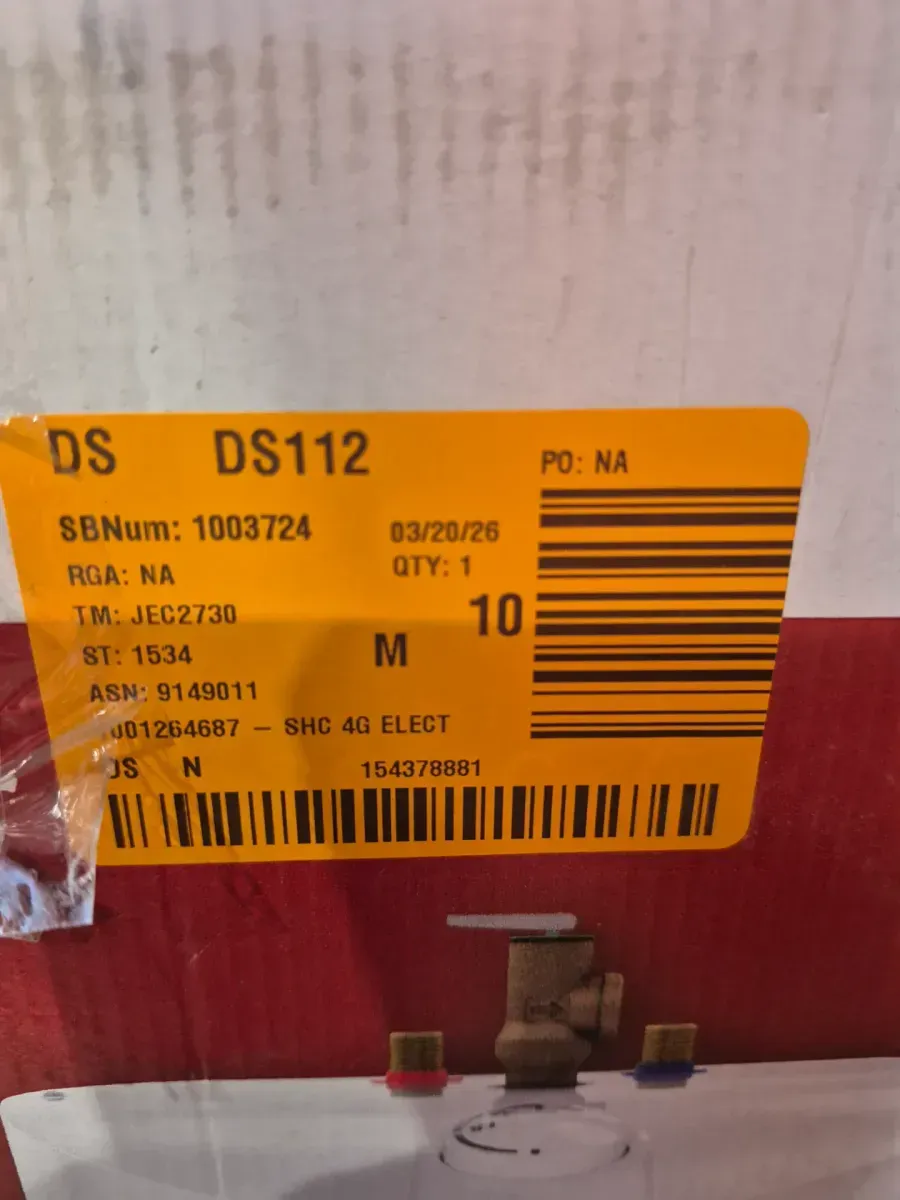 DS DS112
PO: NA
SBNum: 1003724
03/20/26
RGA: NA
QTY: 1
TM: JEC2730
10
ST: 1534
M
ASN: 9149011
001264687 – SHC 4G ELECT
DS N
154378881